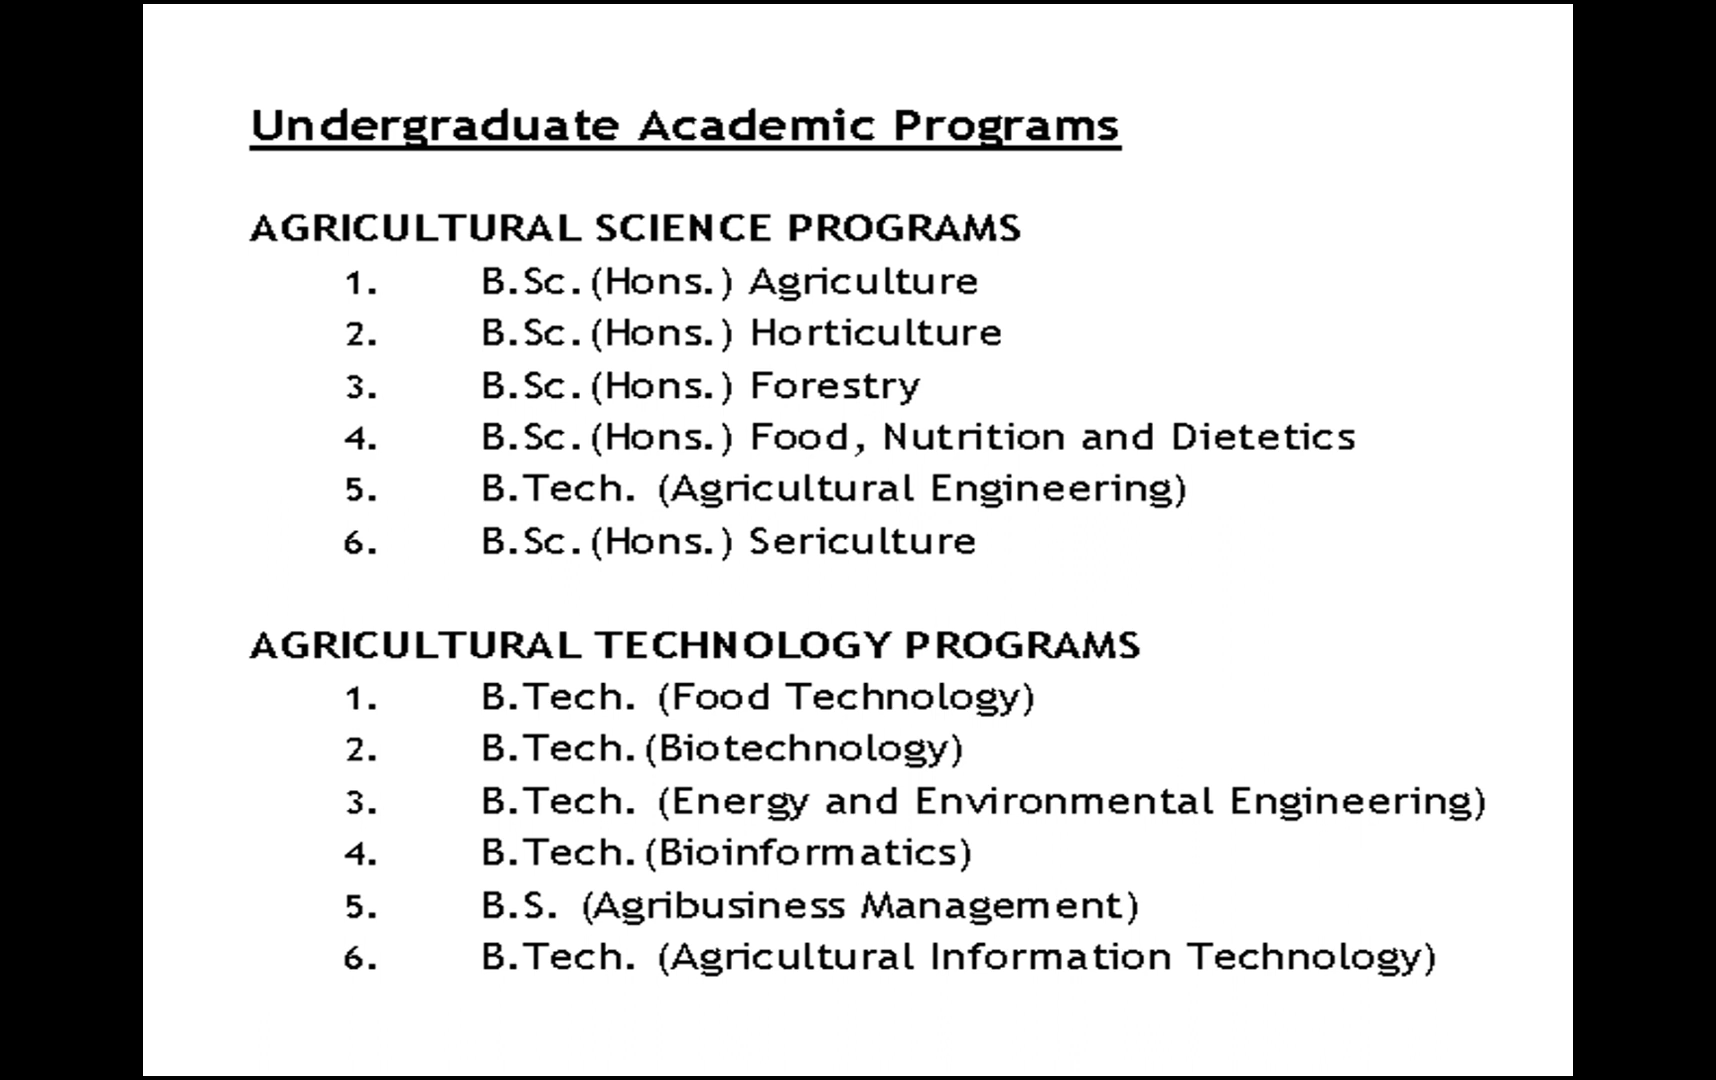 Undergraduate Academic Programs
AGRICULTURAL SCIENCE PROGRAMS
1. B.Sc.(Hons.) Agriculture
2. B.Sc.(Hons.) Horticulture
3. B.Sc.(Hons.) Forestry
4. B.Sc.(Hons.) Food, Nutrition and Dietetics
5. B.Tech. (Agricultural Engineering)
6. B.Sc.(Hons.) Sericulture
AGRICULTURAL TECHNOLOGY PROGRAMS
1. B.Tech. (Food Technology)
2. B.Tech.(Biotechnology)
3. B.Tech. (Energy and Environmental Engineering)
4. B.Tech.(Bioinformatics)
5. B.S. (Agribusiness Management)
6. B.Tech. (Agricultural Information Technology)